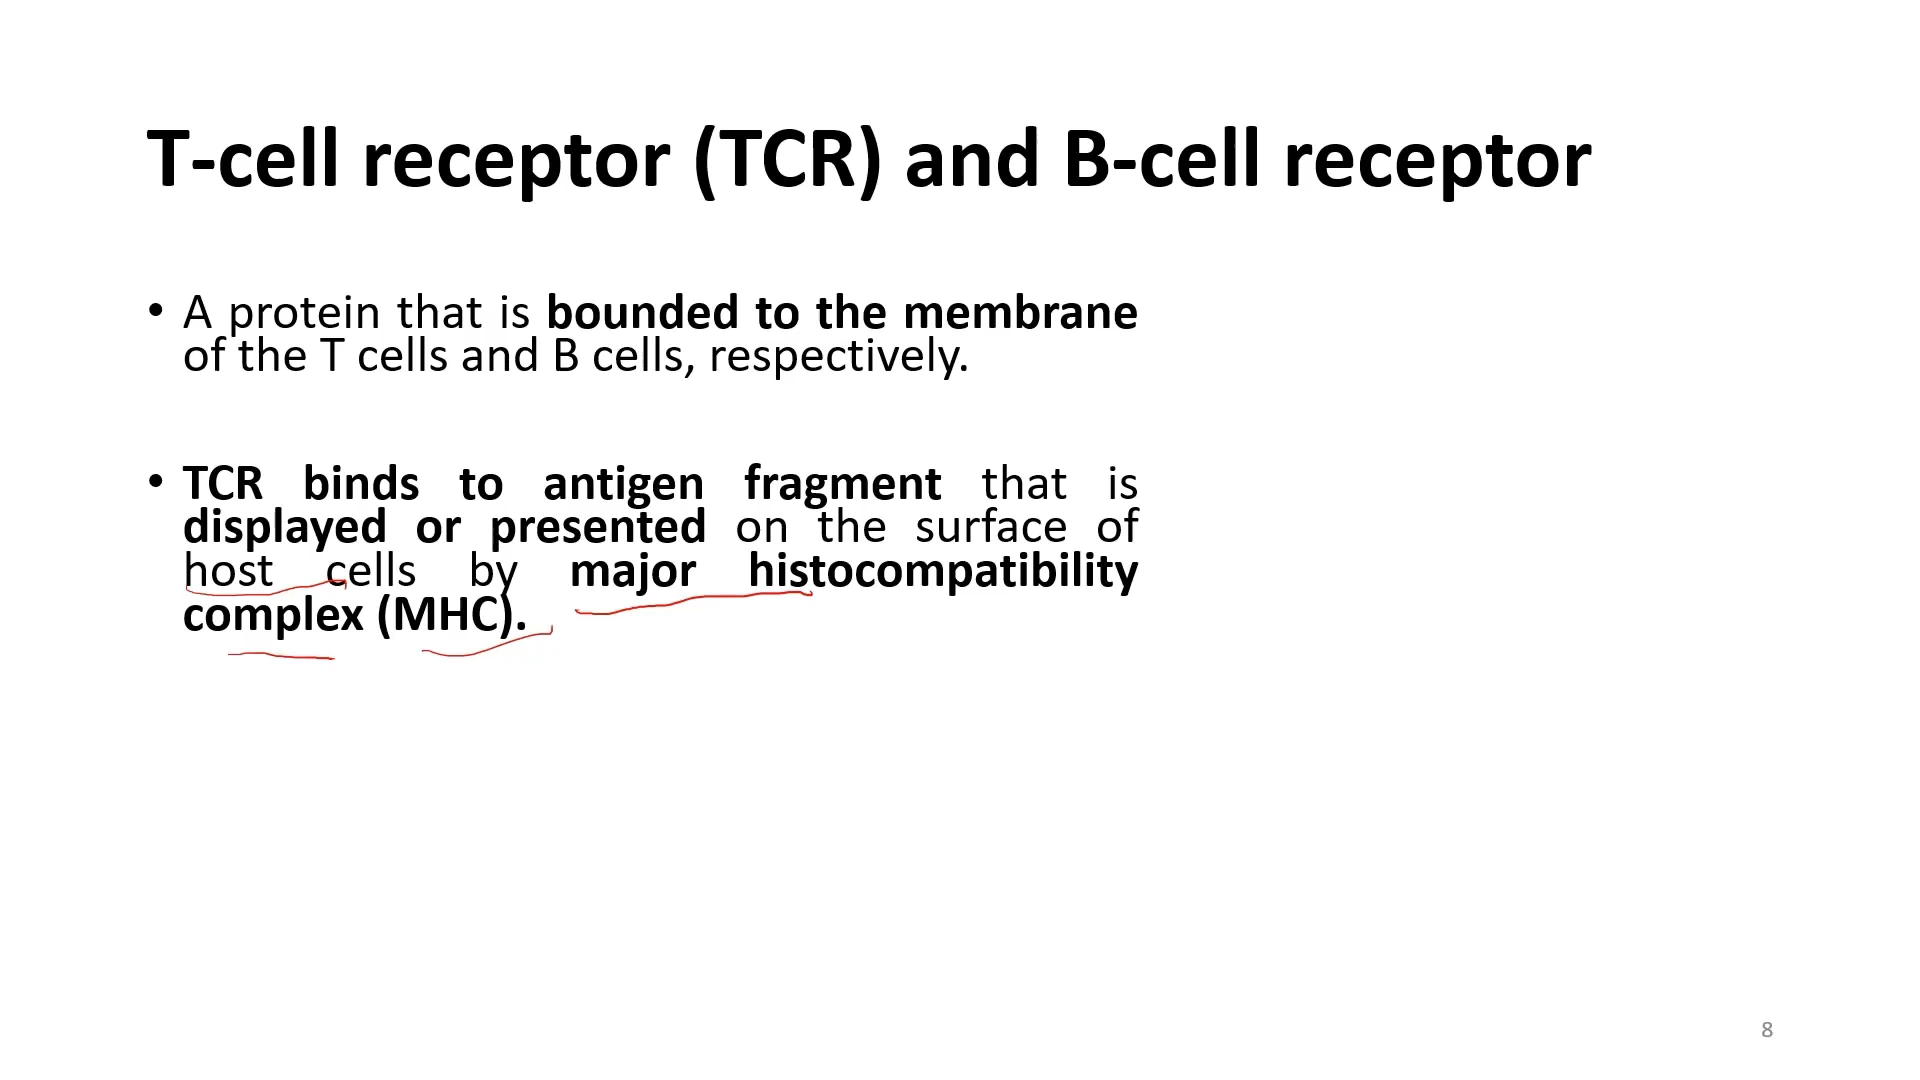 T-cell receptor (TCR) and B-cell receptor
• A protein that is bounded to the membrane
of the T cells and B cells, respectively.
• TCR binds to antigen fragment that is
displayed or presented on the surface of
host cells by major histocompatibility
complex (MHC).
8